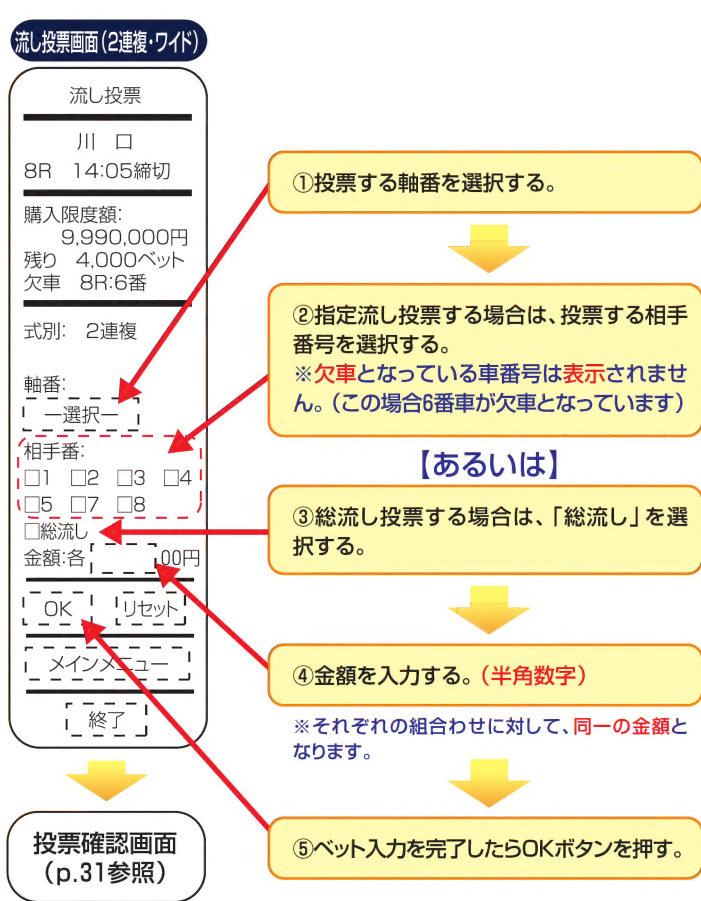 流し投票画面（2連複・ワイド）
流し投票
川　口
8R　14:05締切
購入限度額:
9,990,000円
残り　4,000ベット
欠車　8R:6番
式別:　2連複
軸番:
ー選択ー
相手番:
□1　□2　□3　□4
□5　□7　□8
□総流し
金額:各　　　00円
OK　リセット
メインメニュー
終了
投票確認画面
（p.31参照）
①投票する軸番を選択する。
②指定流し投票する場合は、投票する相手
番号を選択する。
※欠車となっている車番号は表示されませ
ん。（この場合6番車が欠車となっています）
【あるいは】
③総流し投票する場合は、「総流し」を選
択する。
④金額を入力する。（半角数字）
※それぞれの組合わせに対して、同一の金額と
なります。
⑤ベット入力を完了したらOKボタンを押す。